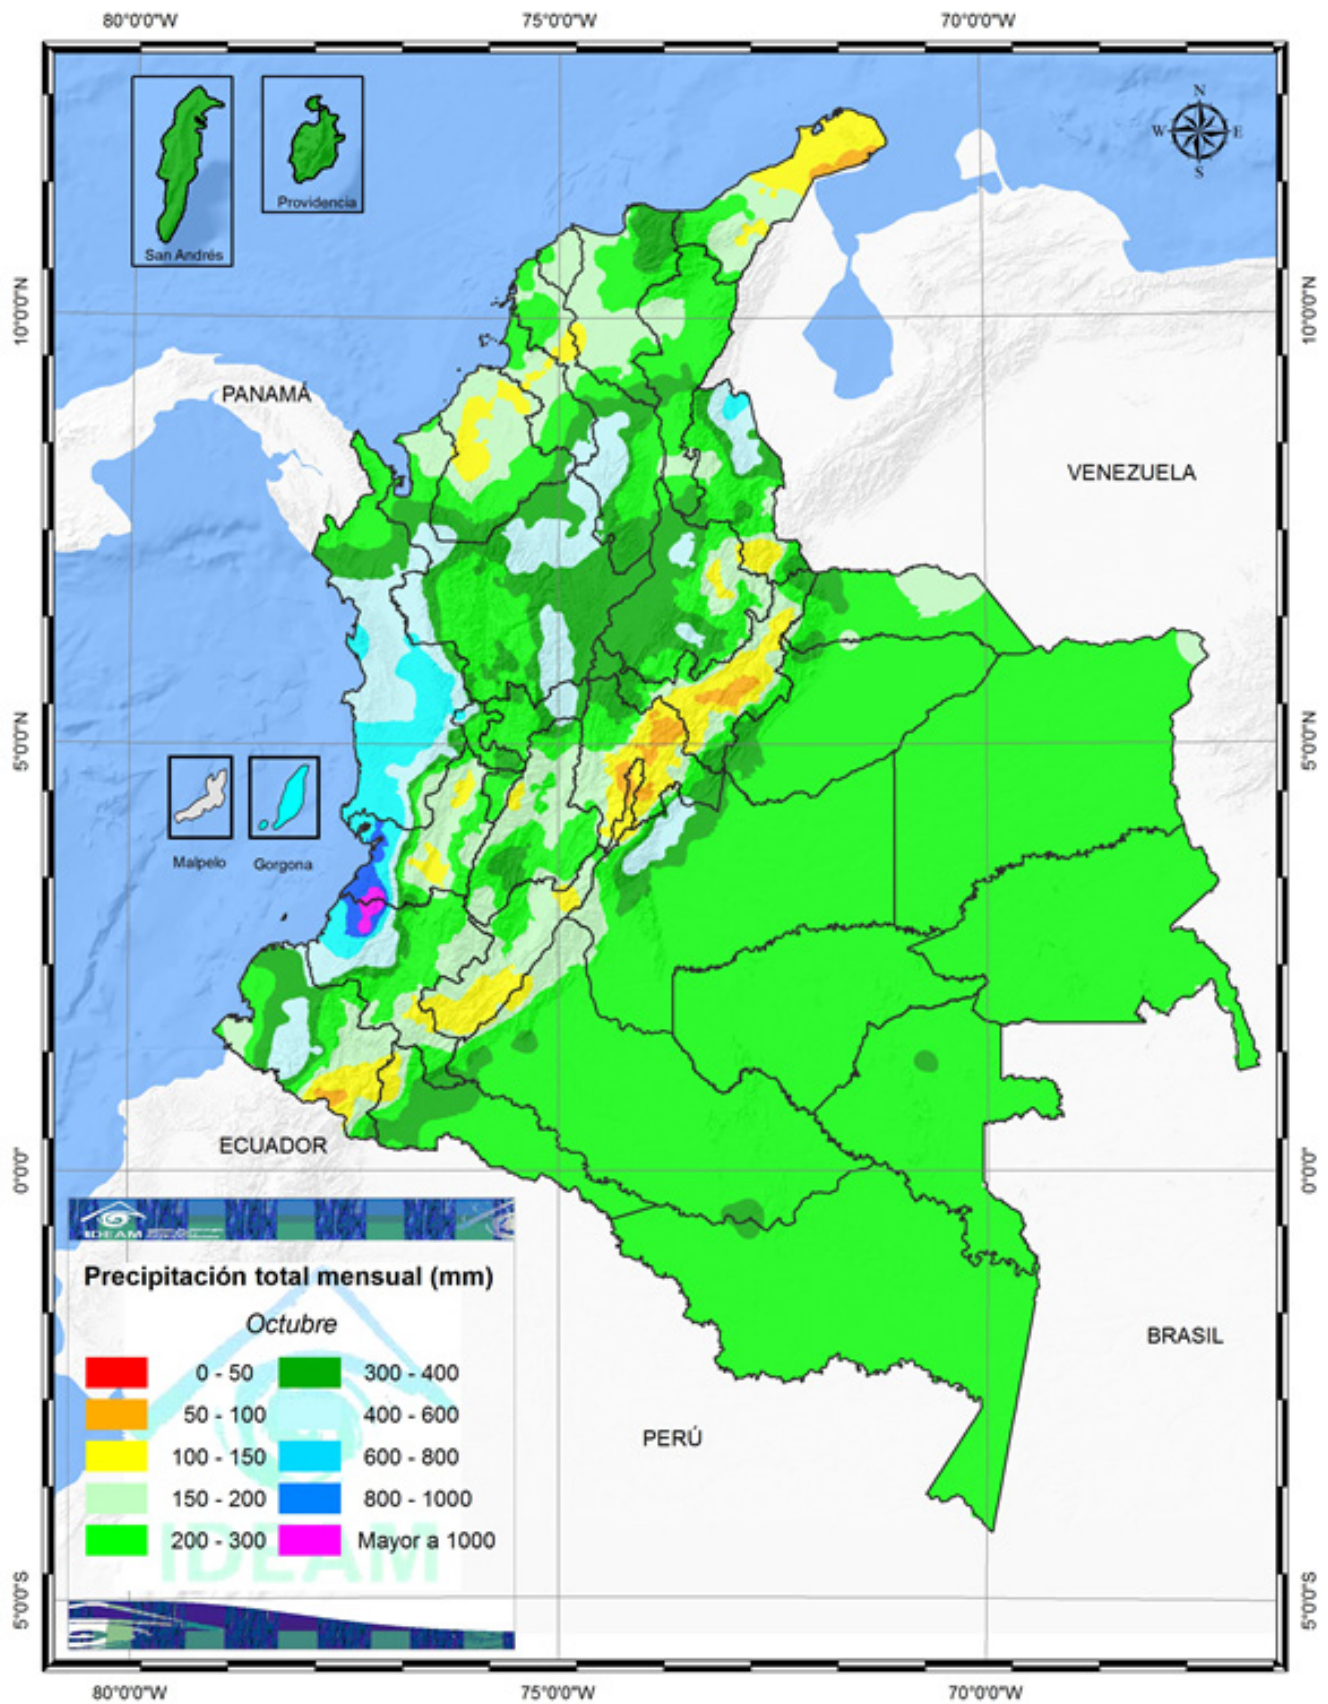 80°0'0"W 75°0'0"W 70°0'0"W
N
W E
S
San Andrés
Providencia
10°0'0"N 10°0'0"N
PANAMÁ
VENEZUELA
5°0'0"N 5°0'0"N
Malpelo Gorgona
ECUADOR
0°0'0" 0°0'0"
IDEAM
Precipitación total mensual (mm)
Octubre
0 - 50 300 - 400
50 - 100 400 - 600
100 - 150 600 - 800
150 - 200 800 - 1000
200 - 300 Mayor a 1000
IDEAM
BRASIL
PERÚ
5°0'0"S 5°0'0"S
80°0'0"W 75°0'0"W 70°0'0"W